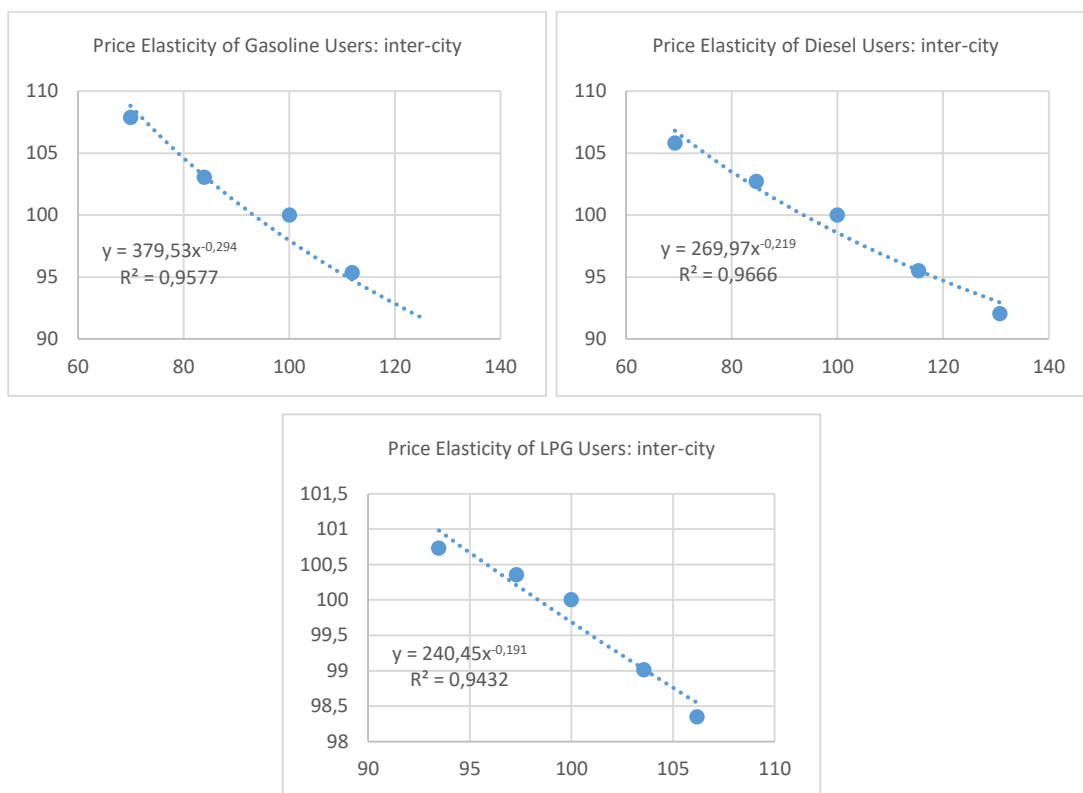 Price Elasticity of Gasoline Users: inter-city
110
105
100
95
90
60 80 100 120 140
y = 379,53x^-0,294
R² = 0,9577
Price Elasticity of Diesel Users: inter-city
110
105
100
95
90
60 80 100 120 140
y = 269,97x^-0,219
R² = 0,9666
Price Elasticity of LPG Users: inter-city
101,5
101
100,5
100
99,5
99
98,5
98
90 95 100 105 110
y = 240,45x^-0,191
R² = 0,9432